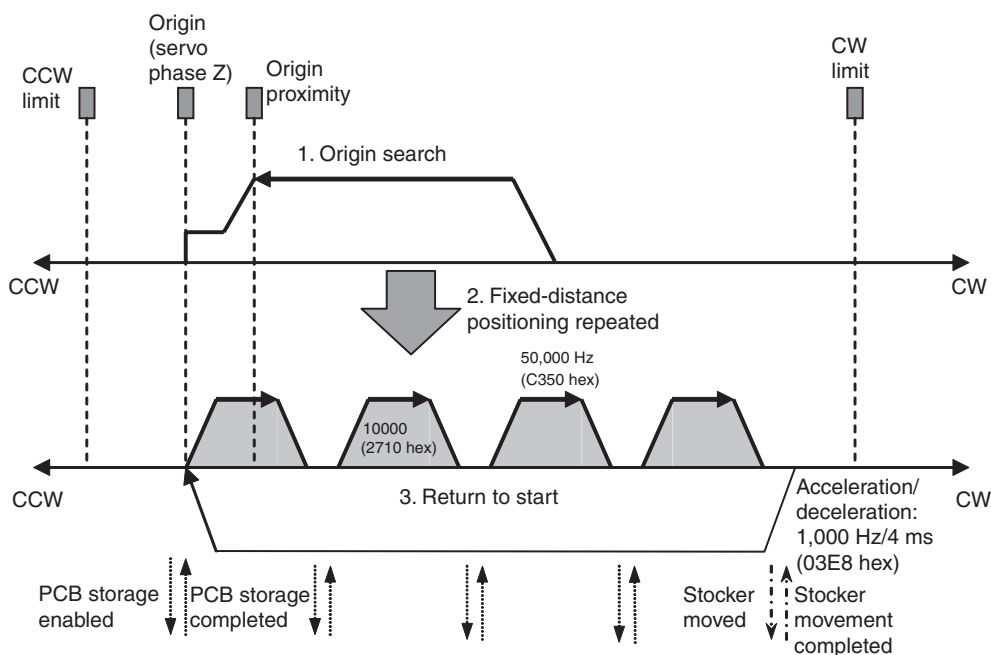 Origin
(servo
phase Z)
CCW
limit
Origin
proximity
CW
limit
1. Origin search
CCW
CW
2. Fixed-distance
positioning repeated
50,000 Hz
(C350 hex)
10000
(2710 hex)
CCW
3. Return to start
CW
Acceleration/
deceleration:
1,000 Hz/4 ms
(03E8 hex)
PCB storage
enabled
PCB storage
completed
Stocker
moved
Stocker
movement
completed